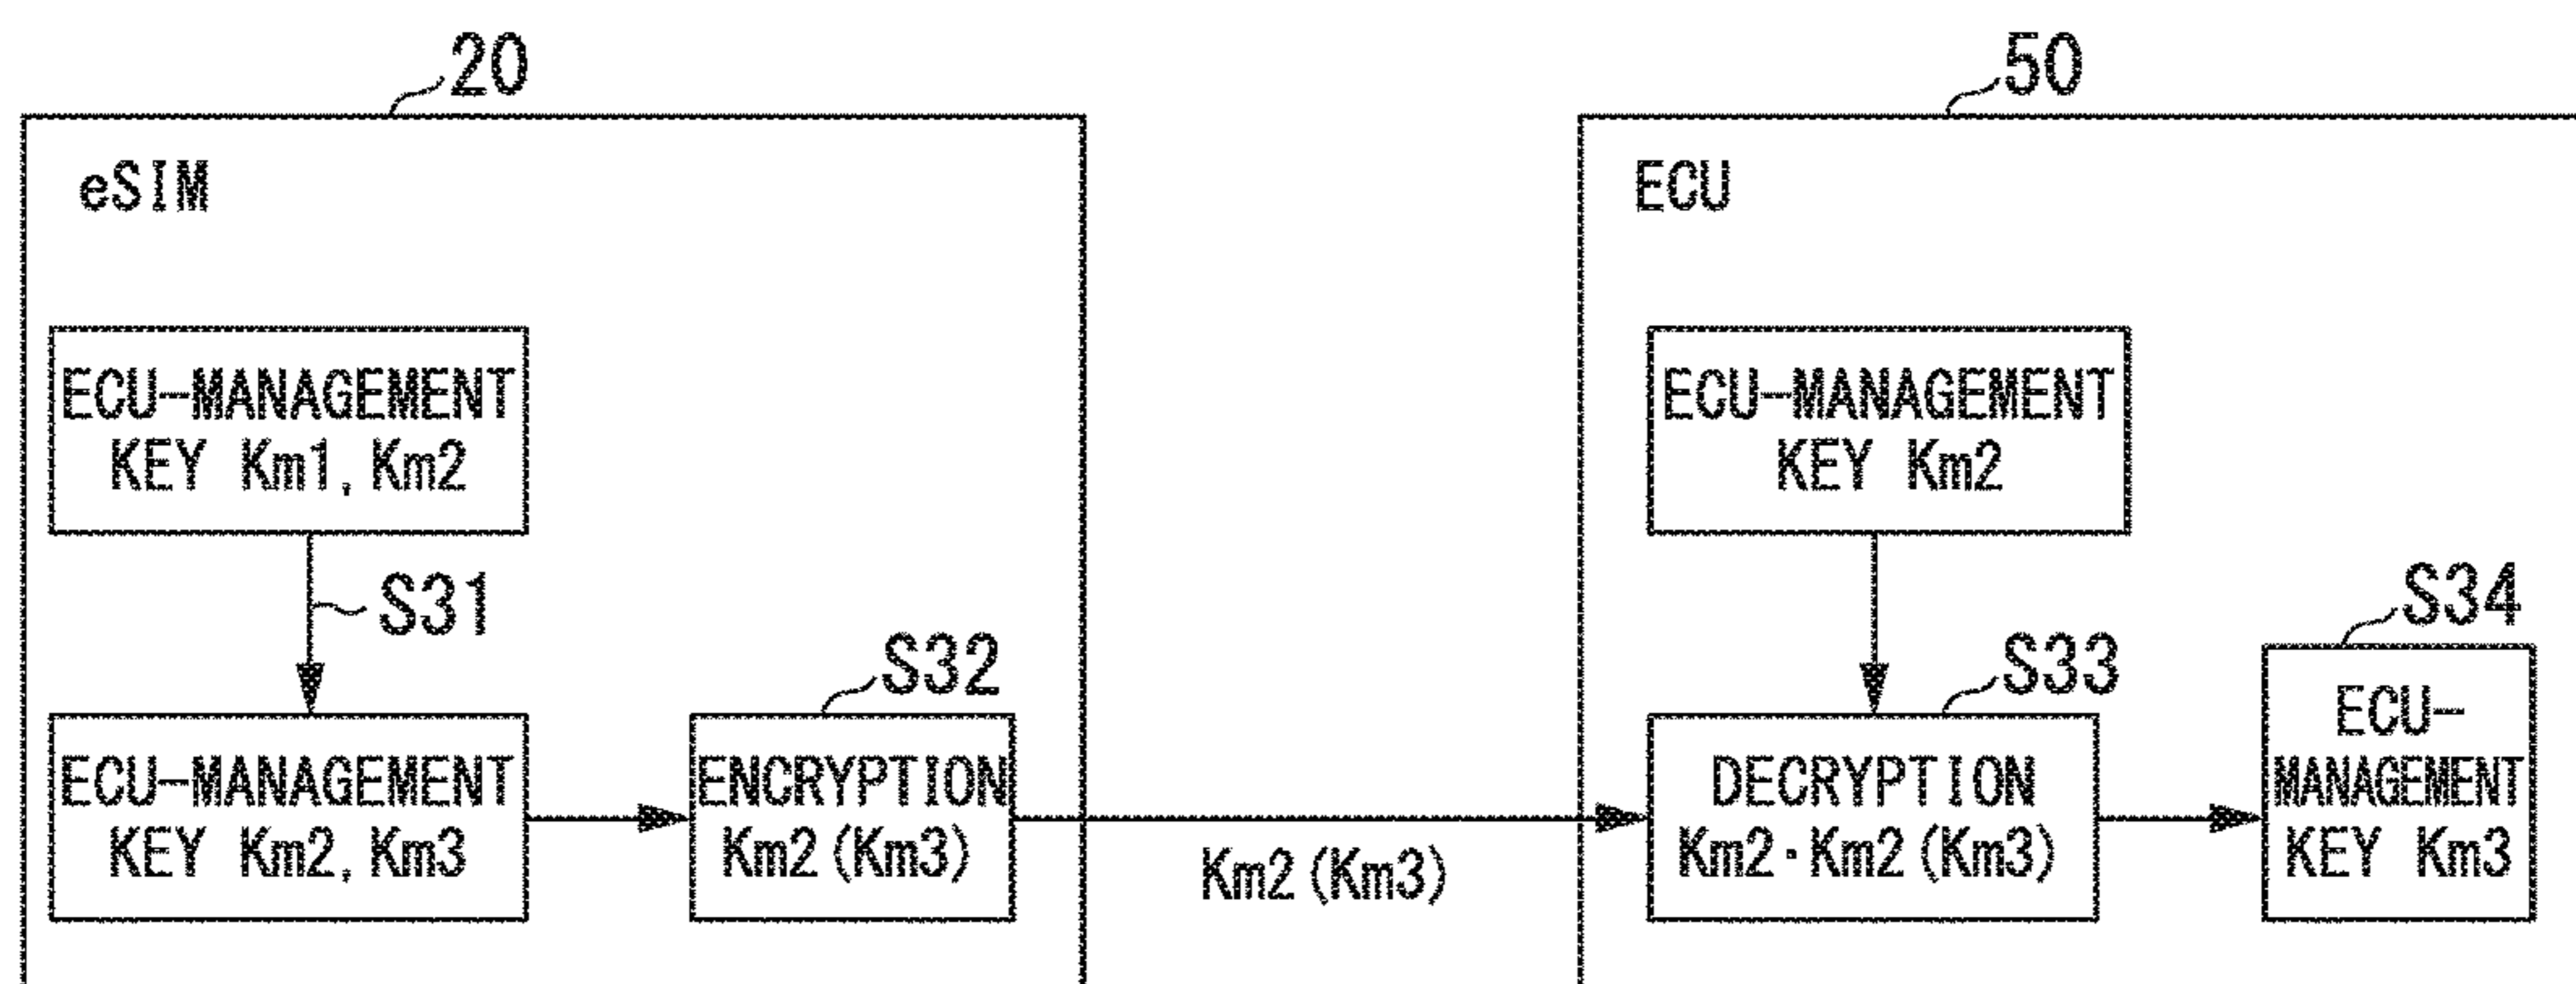 20
50
eSIM
ECU
ECU-MANAGEMENT
KEY Km1, Km2
ECU-MANAGEMENT
KEY Km2
S31
S34
S32
S33
ECU-MANAGEMENT
KEY Km2, Km3
ENCRYPTION
Km2 (Km3)
Km2 (Km3)
DECRYPTION
Km2・Km2 (Km3)
ECU-
MANAGEMENT
KEY Km3